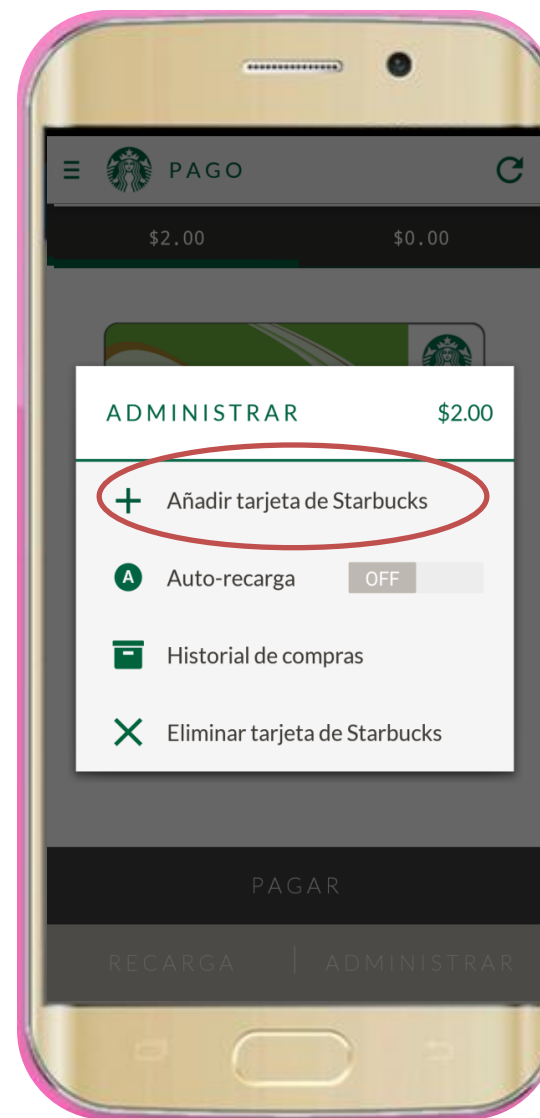 PAGO
$2.00 $0.00
ADMINISTRAR $2.00
Añadir tarjeta de Starbucks
A Auto-recarga OFF
Historial de compras
Eliminar tarjeta de Starbucks
PAGAR
RECARGA | ADMINISTRAR